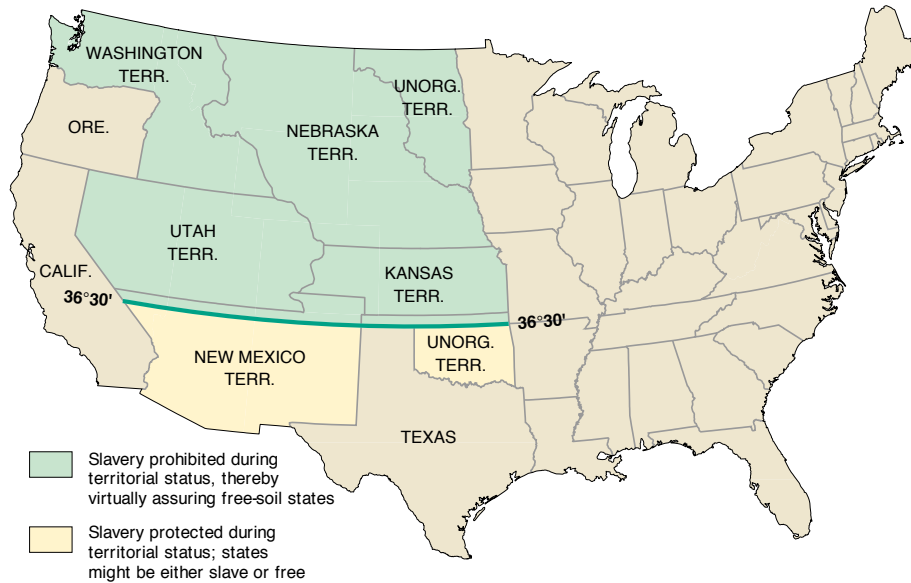 WASHINGTON
TERR.
UNORG.
TERR.
ORE.
NEBRASKA
TERR.
UTAH
TERR.
CALIF.
KANSAS
TERR.
36°30'
36°30'
UNORG.
TERR.
NEW MEXICO
TERR.
TEXAS
Slavery prohibited during
territorial status, thereby
virtually assuring free-soil states
Slavery protected during
territorial status; states
might be either slave or free